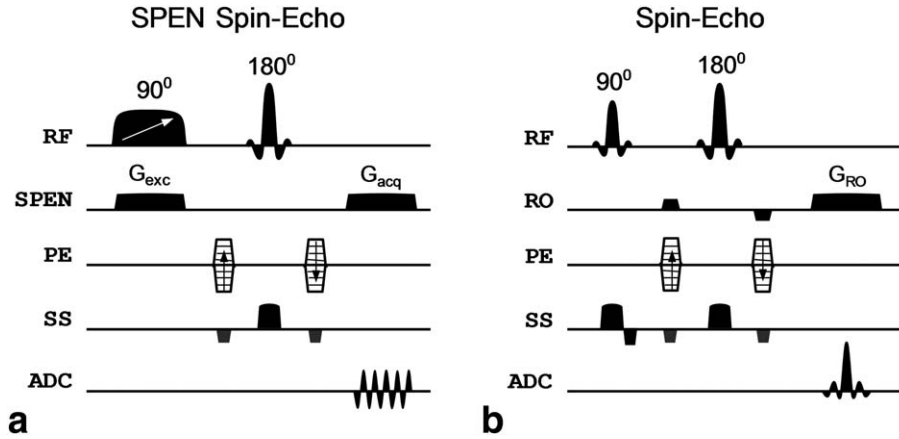 SPEN Spin-Echo
90⁰
180⁰
RF
G_exc
G_acq
SPEN
PE
SS
ADC
a
Spin-Echo
90⁰
180⁰
RF
G_RO
RO
PE
SS
ADC
b